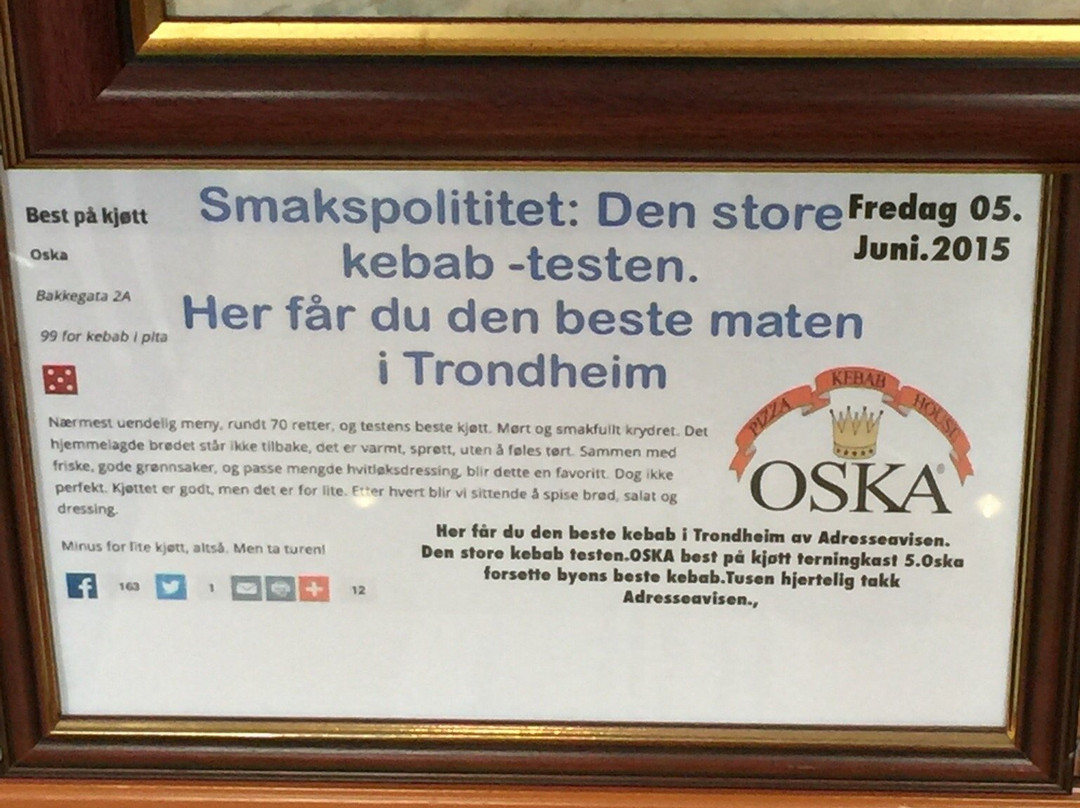 Best på kjøtt
Oska
Bakkegata 2A
99 for kebab i pita
Smakspolititet: Den store
kebab -testen.
Her får du den beste maten
i Trondheim
Fredag 05.
Juni.2015
Nærmest uendelig meny, rundt 70 retter, og testens beste kjøtt. Mørt og smakfullt krydret. Det
hjemmelagde brødet står ikke tilbake, det er varmt, sprøtt, uten å føles tørt. Sammen med
friske, gode grønnsaker, og passe mengde hvitløksdressing, blir dette en favoritt. Dog ikke
perfekt. Kjøttet er godt, men det er for lite. Etter hvert blir vi sittende å spise brød, salat og
dressing.
Minus for lite kjøtt, altså. Men ta turen!
163 1 12
PIZZA KEBAB HOUSE
OSKA®
Her får du den beste kebab i Trondheim av Adresseavisen.
Den store kebab testen.OSKA best på kjøtt terningkast 5.Oska
forsette byens beste kebab.Tusen hjertelig takk
Adresseavisen.,